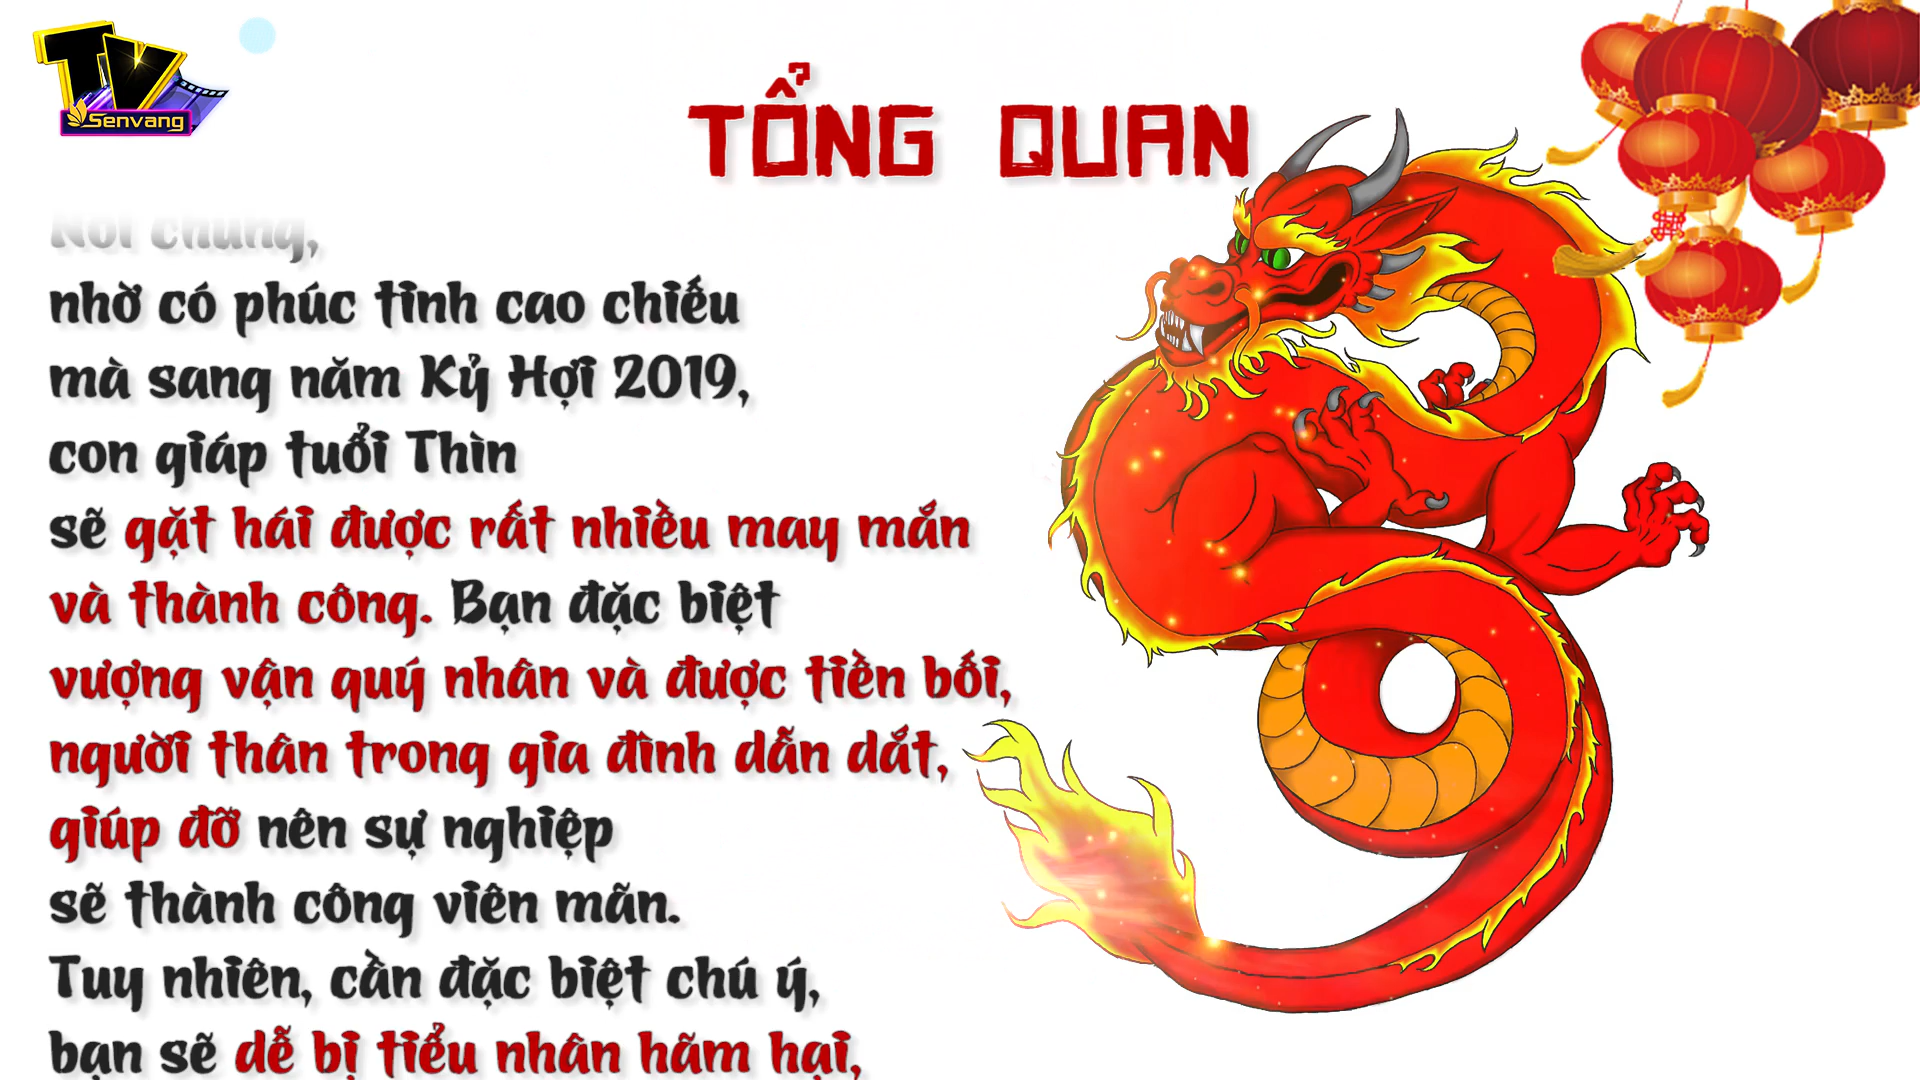 TV
Senvang
TỔNG QUAN
Nói chung,
nhờ có phúc tinh cao chiếu
mà sang năm Kỷ Hợi 2019,
con giáp tuổi Thìn
sẽ gặt hái được rất nhiều may mắn
và thành công. Bạn đặc biệt
vượng vận quý nhân và được tiền bối,
người thân trong gia đình dẫn dắt,
giúp đỡ nên sự nghiệp
sẽ thành công viên mãn.
Tuy nhiên, cần đặc biệt chú ý,
bạn sẽ dễ bị tiểu nhân hãm hại,